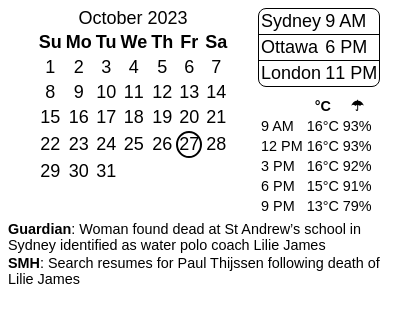 October 2023
Su Mo Tu We Th Fr Sa
1 2 3 4 5 6 7
8 9 10 11 12 13 14
15 16 17 18 19 20 21
22 23 24 25 26 27 28
29 30 31
Sydney 9 AM
Ottawa 6 PM
London 11 PM
°C ☂
9 AM 16°C 93%
12 PM 16°C 93%
3 PM 16°C 92%
6 PM 15°C 91%
9 PM 13°C 79%
Guardian: Woman found dead at St Andrew’s school in
Sydney identified as water polo coach Lilie James
SMH: Search resumes for Paul Thijssen following death of
Lilie James